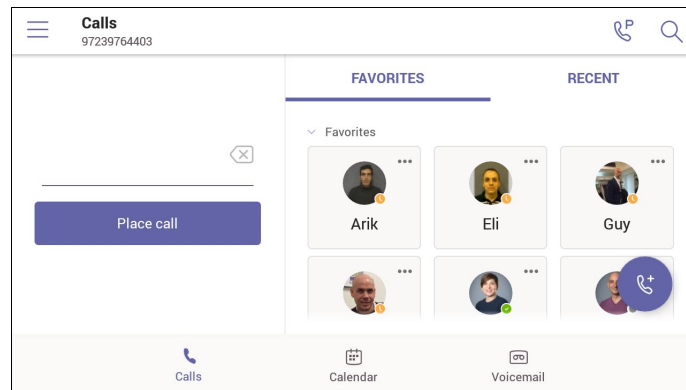 Calls
97239764403
P
FAVORITES
RECENT
Favorites
Place call
Arik
Eli
Guy
Calls
Calendar
Voicemail